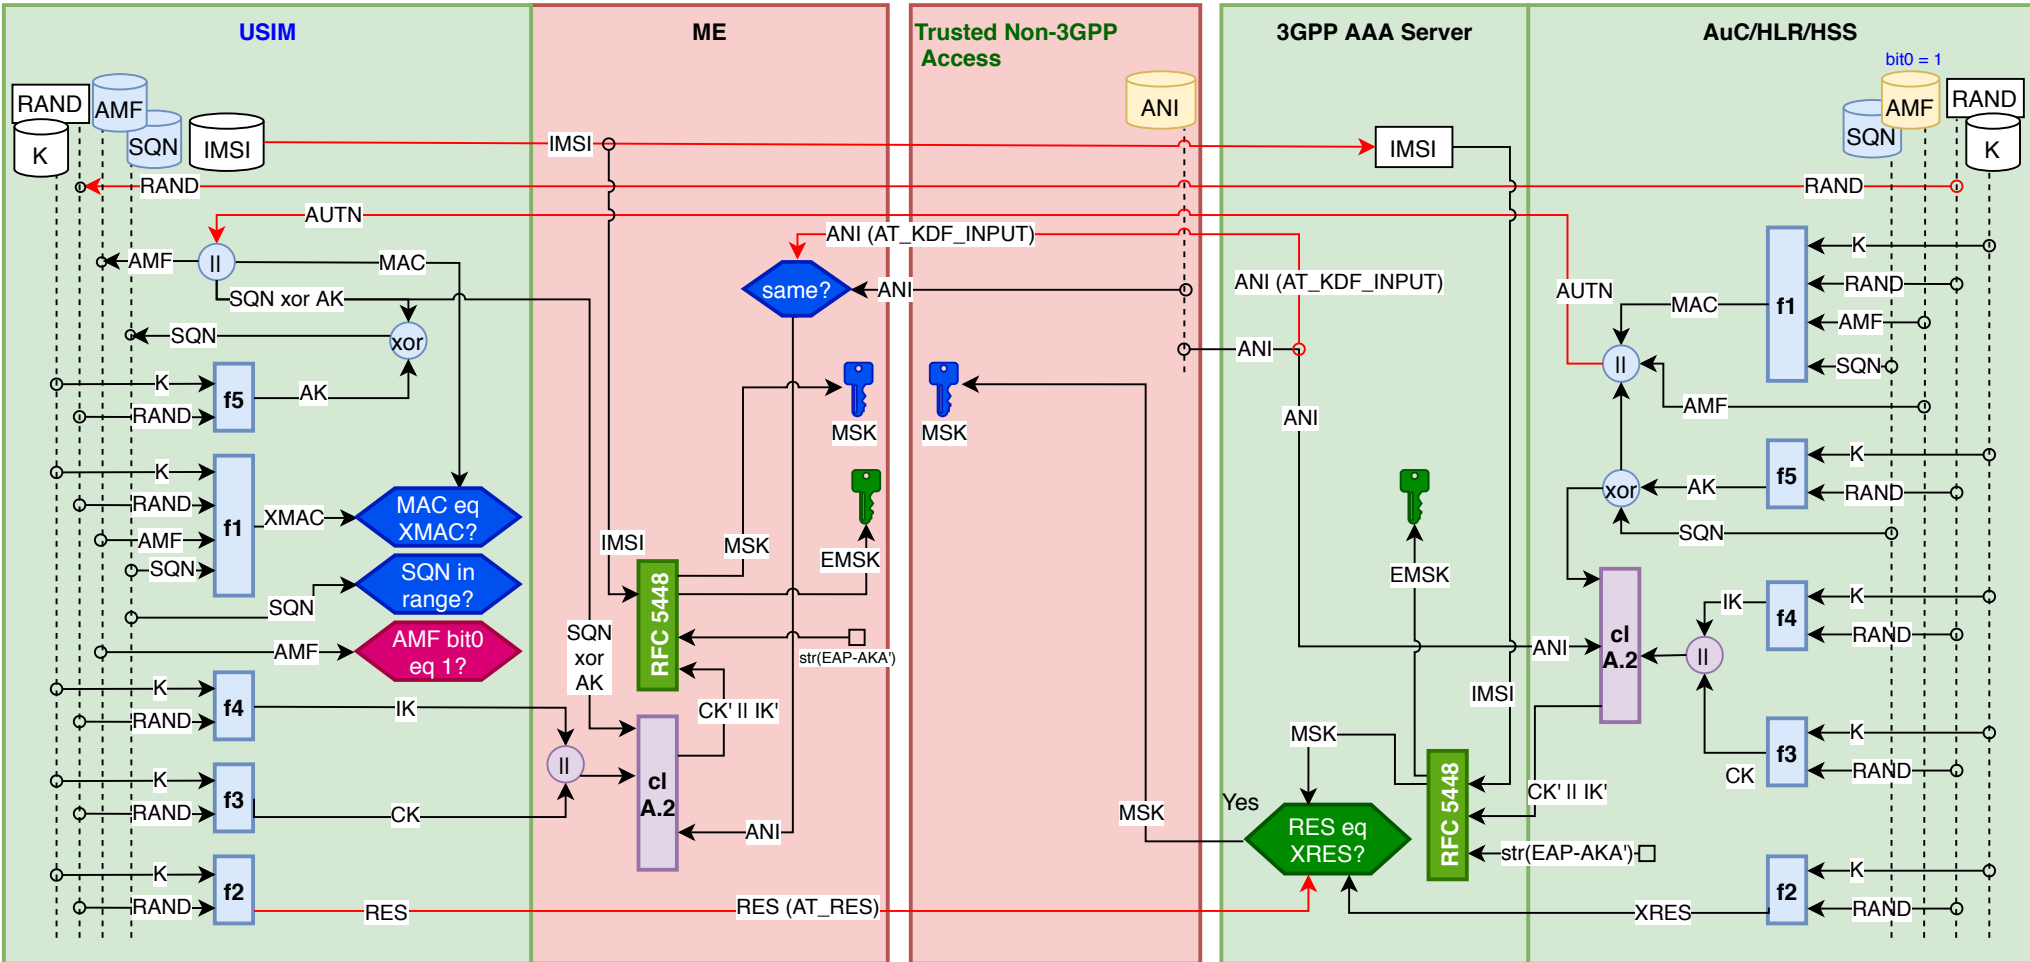 USIM
ME
Trusted Non-3GPP
Access
3GPP AAA Server
AuC/HLR/HSS
bit0 = 1
RAND
AMF
SQN
K
IMSI
ANI
IMSI
SQN
AMF
RAND
K
IMSI
RAND
RAND
AUTN
ANI (AT_KDF_INPUT)
AMF
||
MAC
SQN xor AK
same?
ANI
ANI (AT_KDF_INPUT)
AUTN
SQN
xor
ANI
K
RAND
f5
AK
MSK
MSK
ANI
K
RAND
AMF
SQN
f1
XMAC
MAC eq
XMAC?
SQN in
range?
SQN
AMF
AMF bit0
eq 1?
IMSI
MSK
EMSK
RFC 5448
str(EAP-AKA')
SQN
xor
AK
CK' || IK'
K
RAND
f4
IK
||
cl
A.2
ANI
K
RAND
f3
CK
K
RAND
f2
RES
RES (AT_RES)
MSK
EMSK
ANI
IMSI
MSK
Yes
RES eq
XRES?
RFC 5448
CK' || IK'
str(EAP-AKA')
XRES
MAC
||
f1
K
RAND
AMF
SQN
AMF
xor
AK
f5
K
RAND
SQN
cl
A.2
||
IK
f4
K
RAND
CK
f3
K
RAND
f2
K
RAND